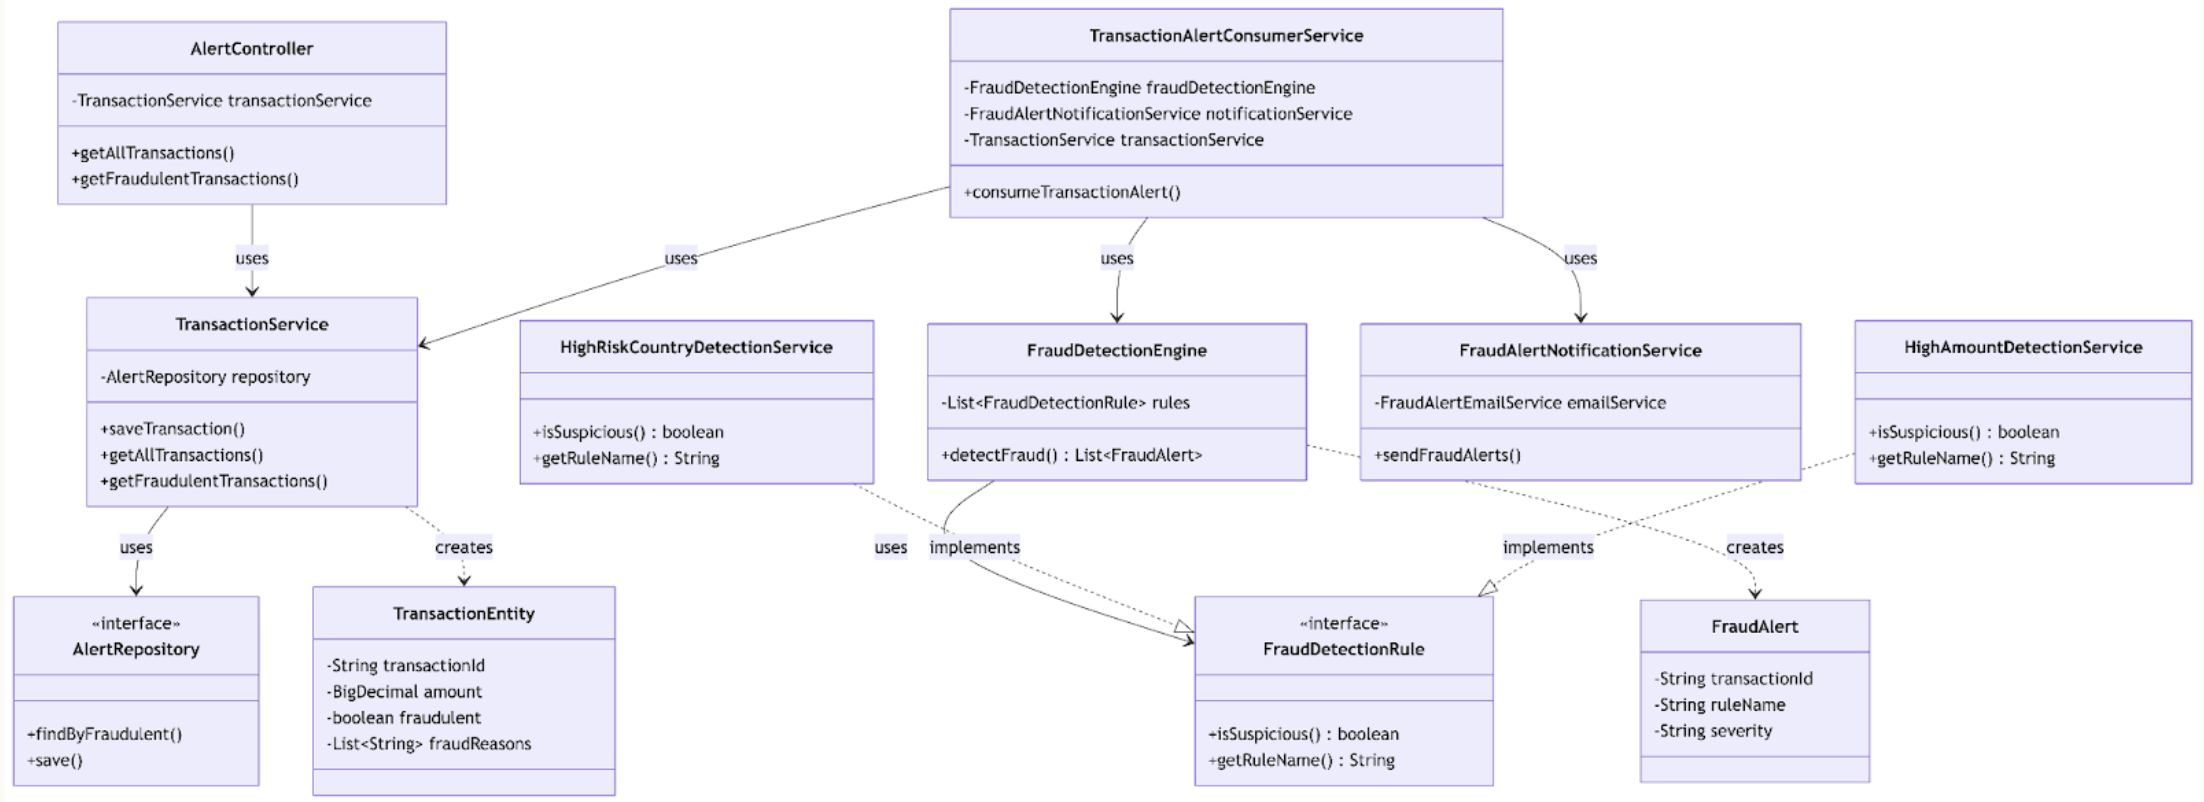 AlertController
-TransactionService transactionService
+getAllTransactions()
+getFraudulentTransactions()
TransactionAlertConsumerService
-FraudDetectionEngine fraudDetectionEngine
-FraudAlertNotificationService notificationService
-TransactionService transactionService
+consumeTransactionAlert()
uses
uses
uses
uses
TransactionService
-AlertRepository repository
+saveTransaction()
+getAllTransactions()
+getFraudulentTransactions()
HighRiskCountryDetectionService
+isSuspicious() : boolean
+getRuleName() : String
FraudDetectionEngine
-List<FraudDetectionRule> rules
+detectFraud() : List<FraudAlert>
FraudAlertNotificationService
-FraudAlertEmailService emailService
+sendFraudAlerts()
HighAmountDetectionService
+isSuspicious() : boolean
+getRuleName() : String
uses
creates
uses
implements
implements
creates
«interface»
AlertRepository
+findByFraudulent()
+save()
TransactionEntity
-String transactionId
-BigDecimal amount
-boolean fraudulent
-List<String> fraudReasons
«interface»
FraudDetectionRule
+isSuspicious() : boolean
+getRuleName() : String
FraudAlert
-String transactionId
-String ruleName
-String severity